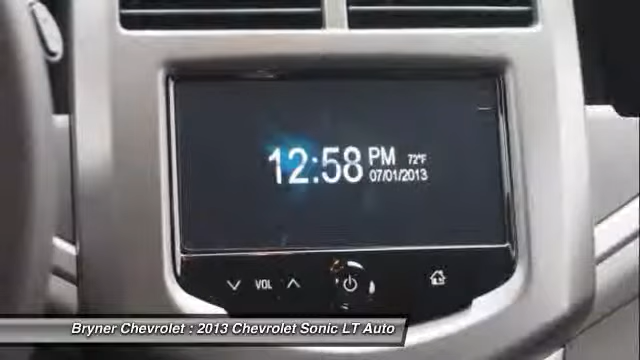 12:58 PM 72°F
07/01/2013
VOL
Bryner Chevrolet : 2013 Chevrolet Sonic LT Auto